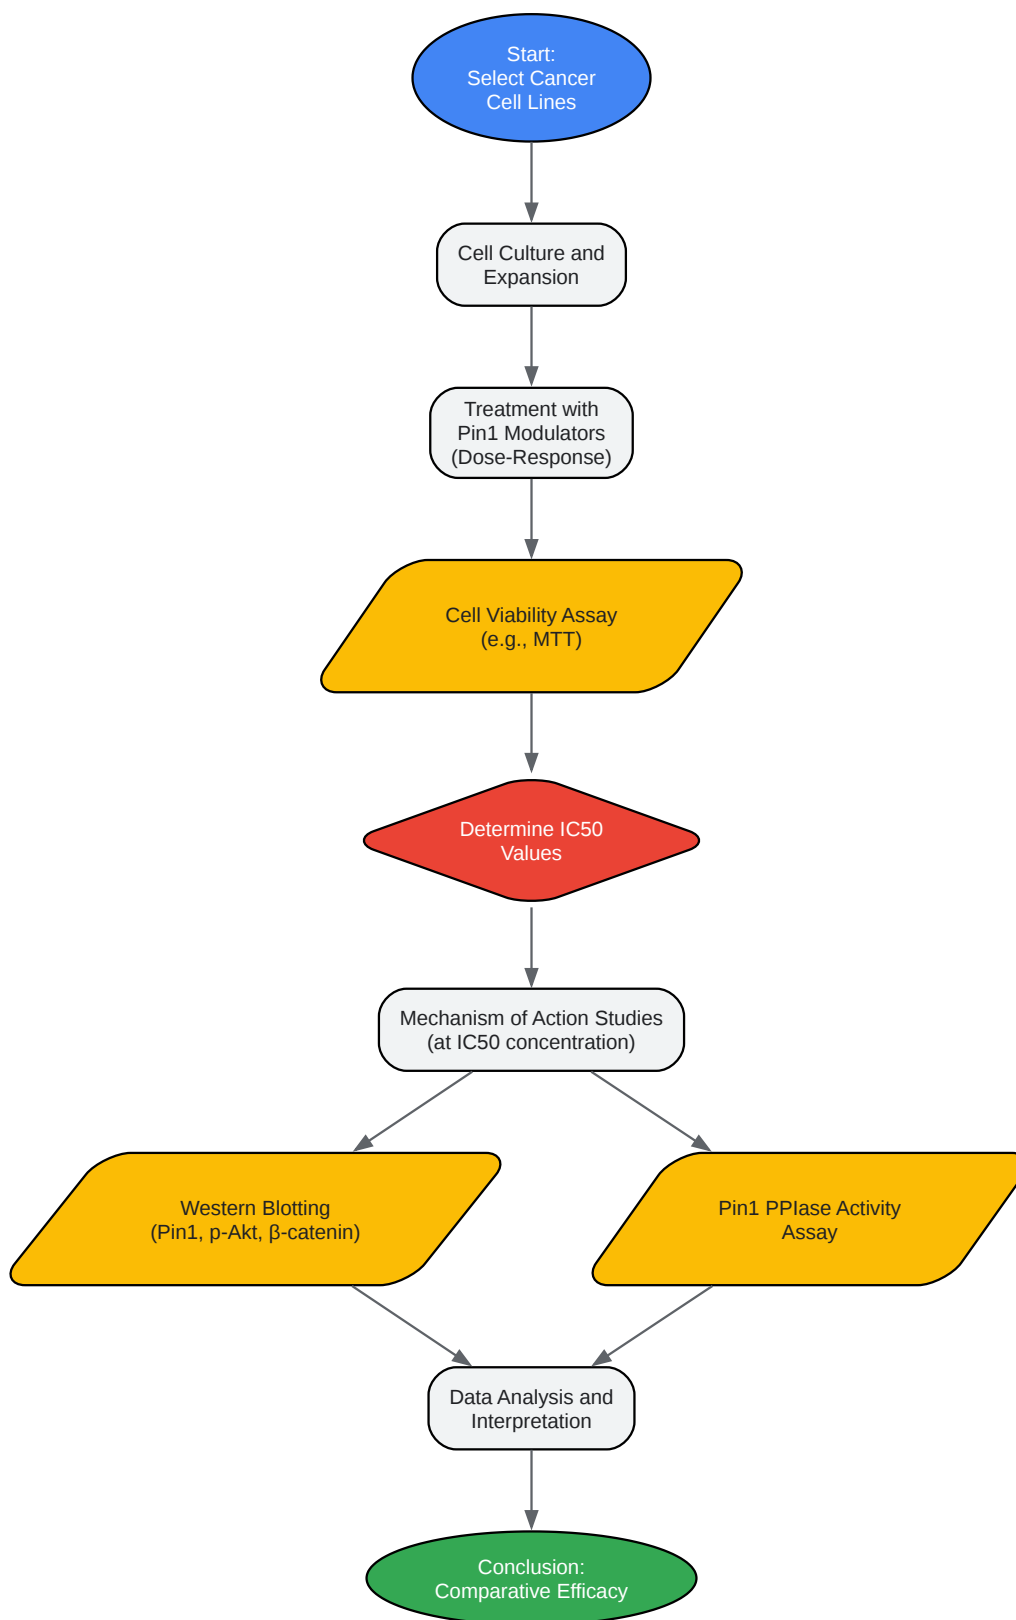 Start:
Select Cancer
Cell Lines
Cell Culture and
Expansion
Treatment with
Pin1 Modulators
(Dose-Response)
Cell Viability Assay
(e.g., MTT)
Determine IC50
Values
Mechanism of Action Studies
(at IC50 concentration)
Western Blotting
(Pin1, p-Akt, β-catenin)
Pin1 PPIase Activity
Assay
Data Analysis and
Interpretation
Conclusion:
Comparative Efficacy